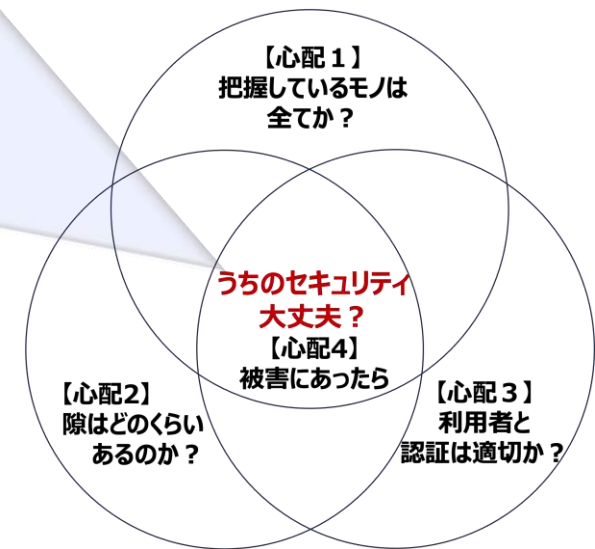 【心配１】
把握しているモノは
全てか？
うちのセキュリティ
大丈夫？
【心配4】
被害にあったら
【心配2】
隙はどのくらい
あるのか？
【心配３】
利用者と
認証は適切か？